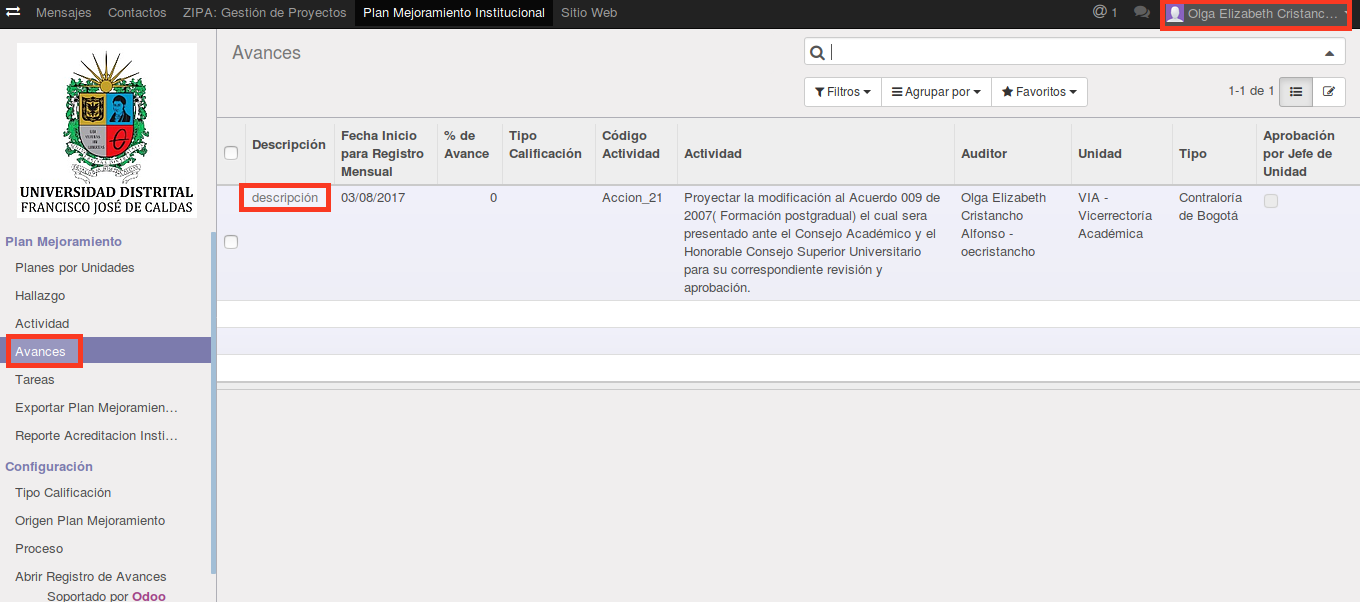 Mensajes Contactos ZIPA: Gestión de Proyectos Plan Mejoramiento Institucional Sitio Web @ 1 Olga Elizabeth Cristanc...
UNIVERSIDAD DISTRITAL
FRANCISCO JOSÉ DE CALDAS
Plan Mejoramiento
Planes por Unidades
Hallazgo
Actividad
Avances
Tareas
Exportar Plan Mejoramien...
Reporte Acreditacion Insti...
Configuración
Tipo Calificación
Origen Plan Mejoramiento
Proceso
Abrir Registro de Avances
Soportado por Odoo
Avances
Filtros Agrupar por Favoritos 1-1 de 1
Descripción
Fecha Inicio
para Registro
Mensual
% de
Avance
Tipo
Calificación
Código
Actividad
Actividad
Auditor
Unidad
Tipo
Aprobación
por Jefe de
Unidad
descripción
03/08/2017
0
Accion_21
Proyectar la modificación al Acuerdo 009 de
2007( Formación postgradual) el cual sera
presentado ante el Consejo Académico y el
Honorable Consejo Superior Universitario
para su correspondiente revisión y
aprobación.
Olga Elizabeth
Cristancho
Alfonso -
oecristancho
VIA -
Vicerrectoría
Académica
Contraloría
de Bogotá